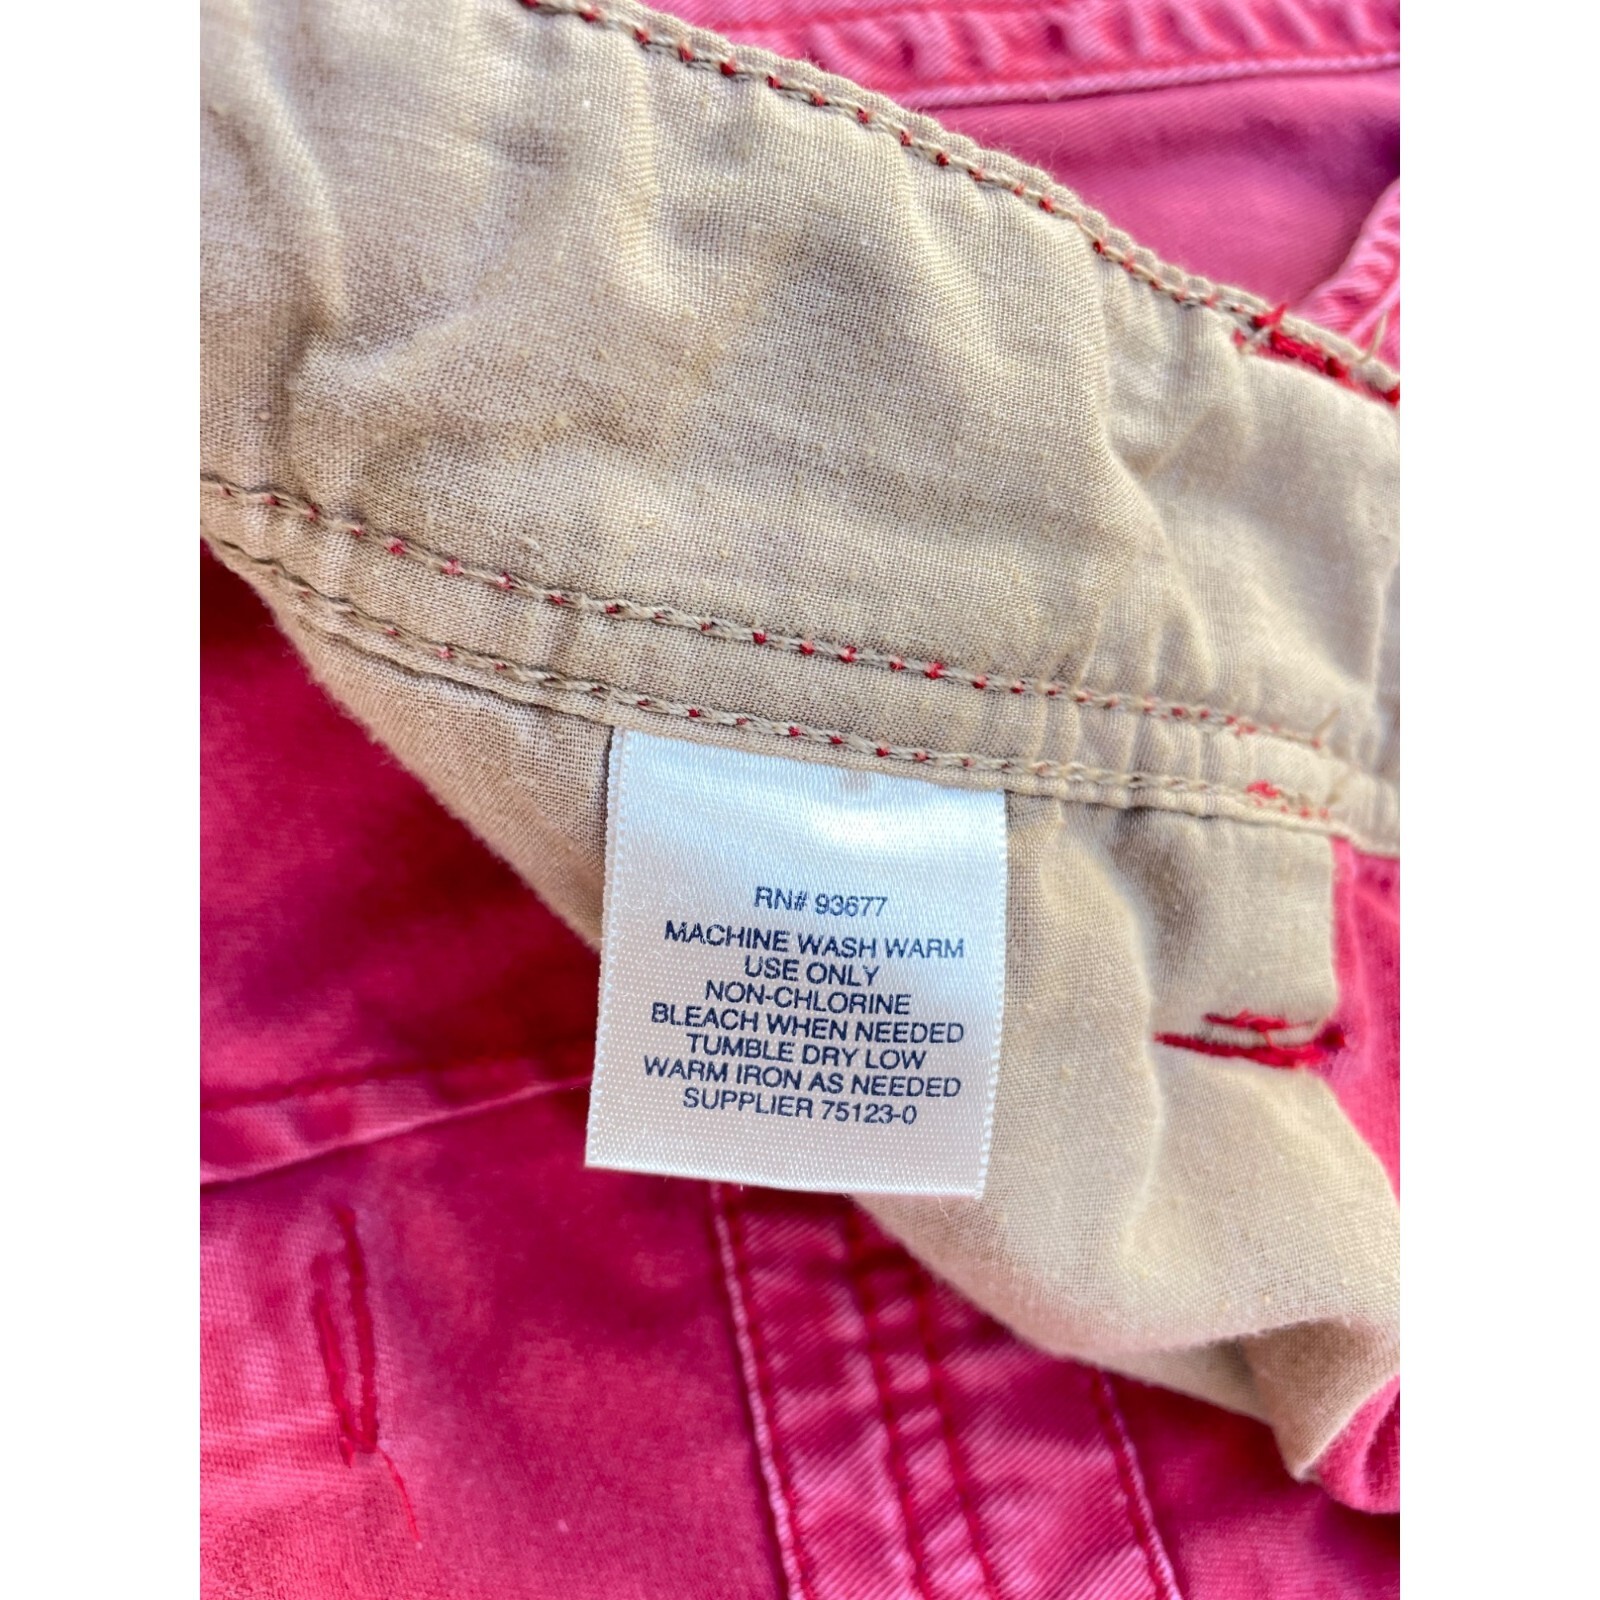 RN# 93677
MACHINE WASH WARM
USE ONLY
NON-CHLORINE
BLEACH WHEN NEEDED
TUMBLE DRY LOW
WARM IRON AS NEEDED
SUPPLIER 75123-0